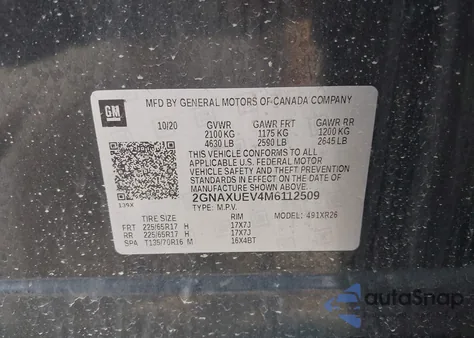 GM
MFD BY GENERAL MOTORS OF CANADA COMPANY
10/20 GVWR GAWR FRT GAWR RR
2100 KG 1175 KG 1200 KG
4630 LB 2590 LB 2645 LB
THIS VEHICLE CONFORMS TO ALL
APPLICABLE U.S. FEDERAL MOTOR
VEHICLE SAFETY AND THEFT PREVENTION
STANDARDS IN EFFECT ON THE DATE OF
MANUFACTURE SHOWN ABOVE.
2GNAXUEV4M6112509
TYPE: M.P.V. MODEL: 491XR26
TIRE SIZE RIM
FRT 225/65R17 H 17X7J
RR 225/65R17 H 17X7J
SPA T135/70R16 M 16X4BT
autaSnap